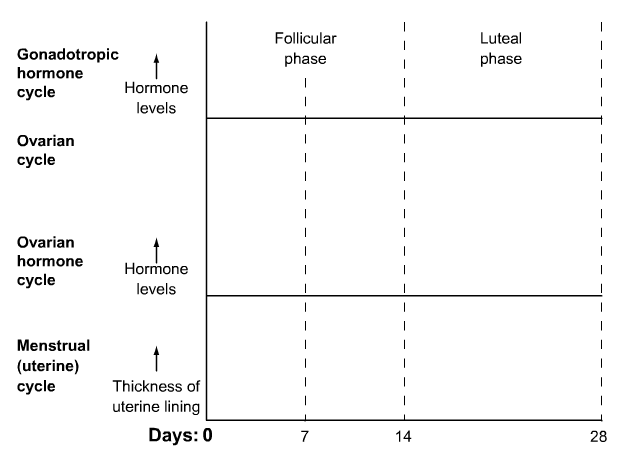 Follicular
phase
Luteal
phase
Gonadotropic
hormone
cycle
Hormone
levels
Ovarian
cycle
Ovarian
hormone
cycle
Hormone
levels
Menstrual
(uterine)
cycle
Thickness of
uterine lining
Days: 0 7 14 28